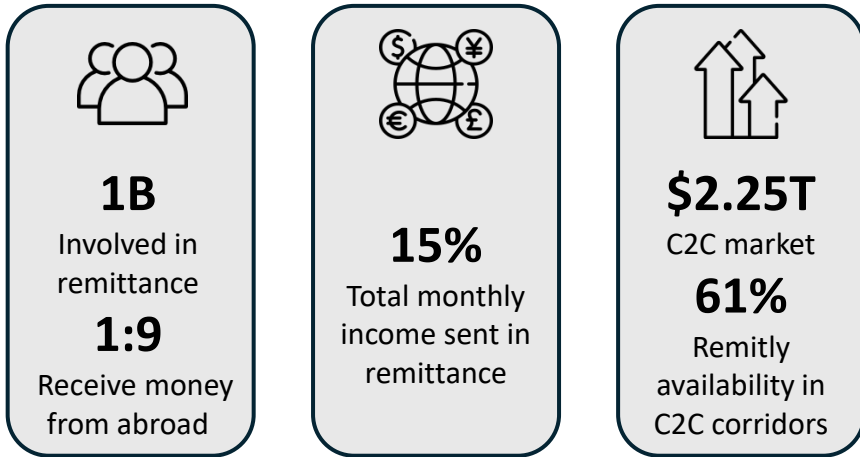 1B
Involved in
remittance
1:9
Receive money
from abroad
$ ¥
€ £
15%
Total monthly
income sent in
remittance
$2.25T
C2C market
61%
Remitly
availability in
C2C corridors